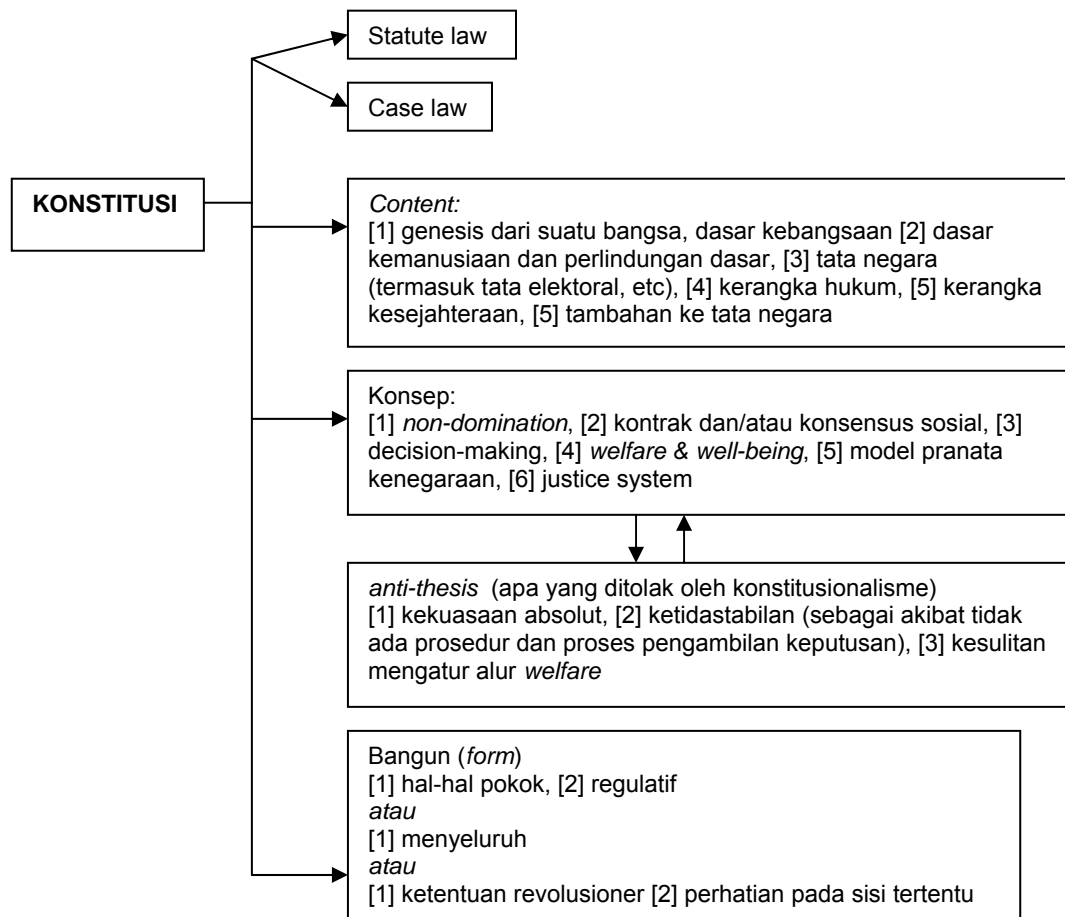 Statute law
Case law
KONSTITUSI
Content:
[1] genesis dari suatu bangsa, dasar kebangsaan [2] dasar
kemanusiaan dan perlindungan dasar, [3] tata negara
(termasuk tata elektoral, etc), [4] kerangka hukum, [5] kerangka
kesejahteraan, [5] tambahan ke tata negara
Konsep:
[1] non-domination, [2] kontrak dan/atau konsensus sosial, [3]
decision-making, [4] welfare & well-being, [5] model pranata
kenegaraan, [6] justice system
anti-thesis (apa yang ditolak oleh konstitusionalisme)
[1] kekuasaan absolut, [2] ketidastabilan (sebagai akibat tidak
ada prosedur dan proses pengambilan keputusan), [3] kesulitan
mengatur alur welfare
Bangun (form)
[1] hal-hal pokok, [2] regulatif
atau
[1] menyeluruh
atau
[1] ketentuan revolusioner [2] perhatian pada sisi tertentu